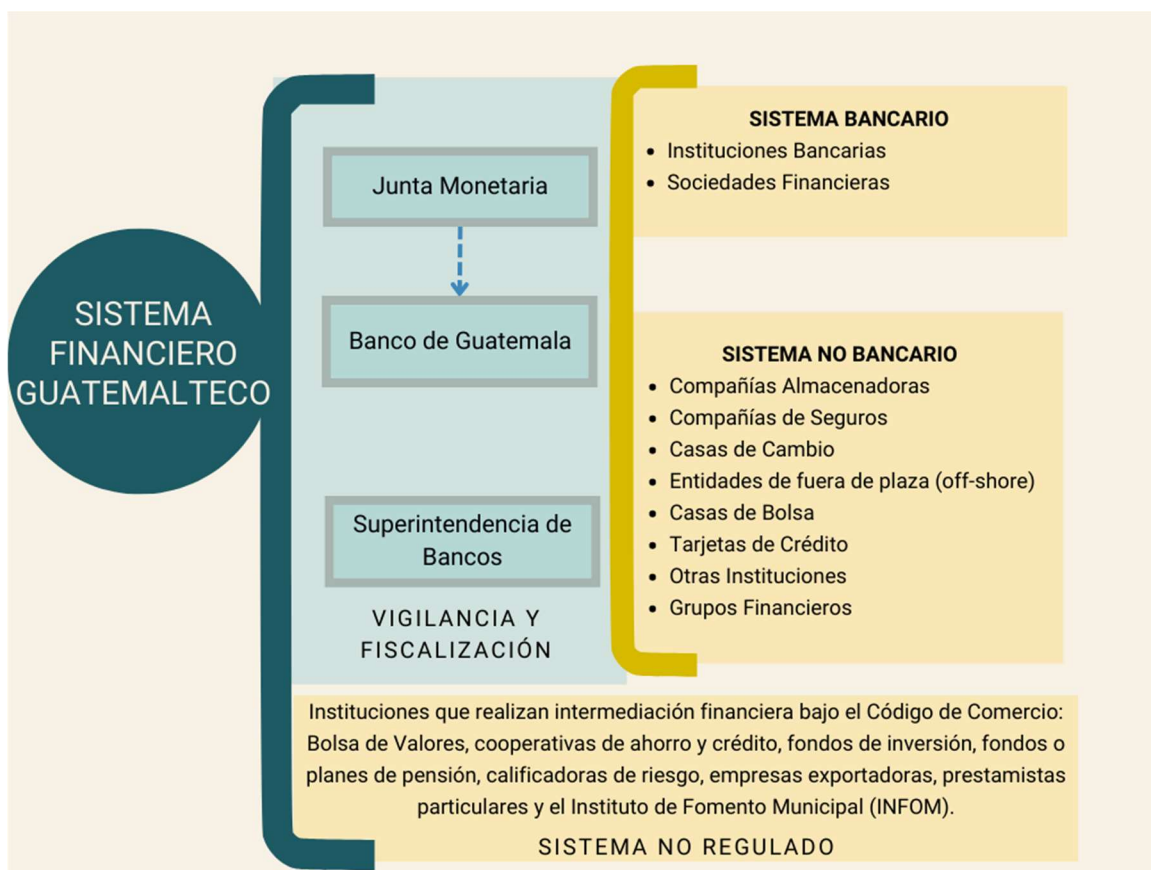 SISTEMA
FINANCIERO
GUATEMALTECO
Junta Monetaria
Banco de Guatemala
Superintendencia de
Bancos
VIGILANCIA Y
FISCALIZACIÓN
SISTEMA BANCARIO
• Instituciones Bancarias
• Sociedades Financieras
SISTEMA NO BANCARIO
• Compañías Almacenadoras
• Compañías de Seguros
• Casas de Cambio
• Entidades de fuera de plaza (off-shore)
• Casas de Bolsa
• Tarjetas de Crédito
• Otras Instituciones
• Grupos Financieros
Instituciones que realizan intermediación financiera bajo el Código de Comercio:
Bolsa de Valores, cooperativas de ahorro y crédito, fondos de inversión, fondos o
planes de pensión, calificadoras de riesgo, empresas exportadoras, prestamistas
particulares y el Instituto de Fomento Municipal (INFOM).
SISTEMA NO REGULADO